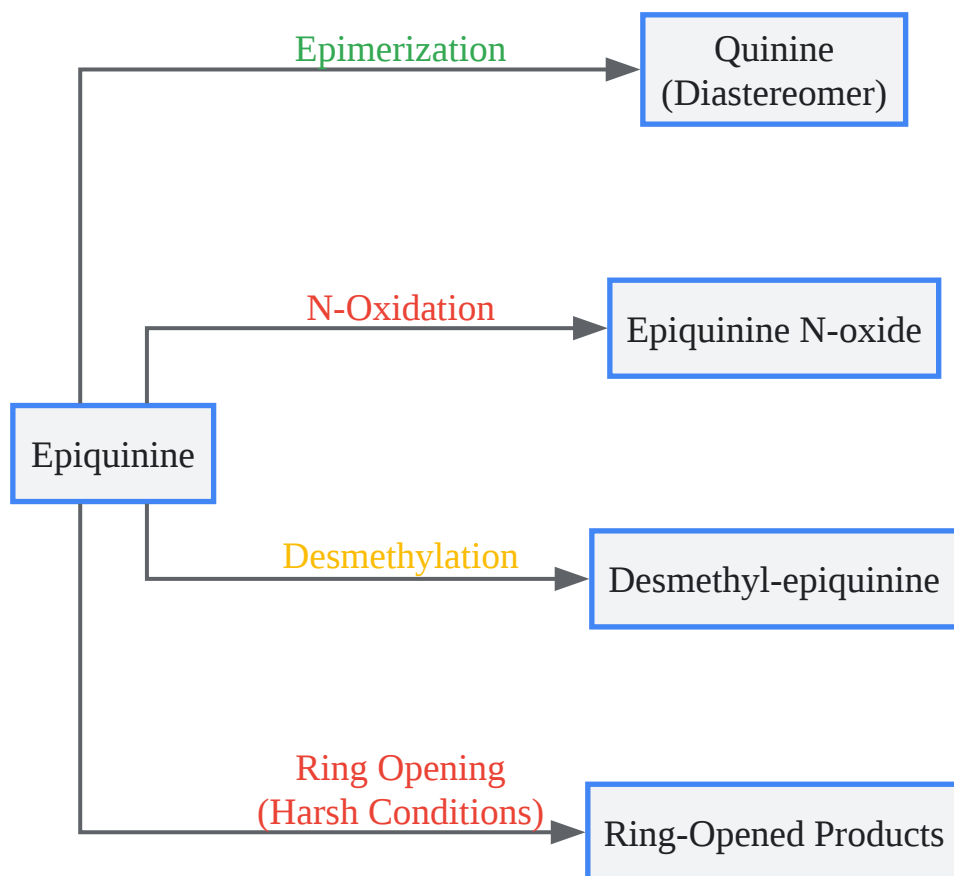 Epimerization
Quinine
(Diastereomer)
N-Oxidation
Epiquinine N-oxide
Epiquinine
Desmethylation
Desmethyl-epiquinine
Ring Opening
(Harsh Conditions)
Ring-Opened Products